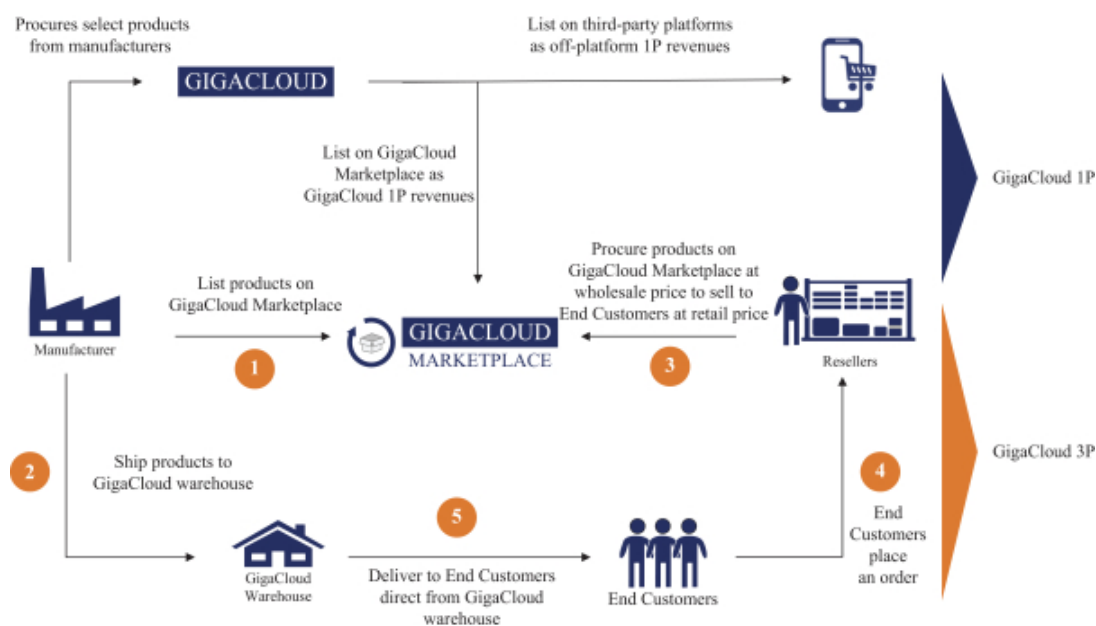 Procures select products
from manufacturers
GIGACLOUD
List on third-party platforms
as off-platform 1P revenues
List on GigaCloud
Marketplace as
GigaCloud 1P revenues
GigaCloud 1P
Manufacturer
List products on
GigaCloud Marketplace
1
GIGACLOUD
MARKETPLACE
Procure products on
GigaCloud Marketplace at
wholesale price to sell to
End Customers at retail price
3
Resellers
GigaCloud 3P
2
Ship products to
GigaCloud warehouse
GigaCloud
Warehouse
5
Deliver to End Customers
direct from GigaCloud
warehouse
End Customers
4
End
Customers
place
an order